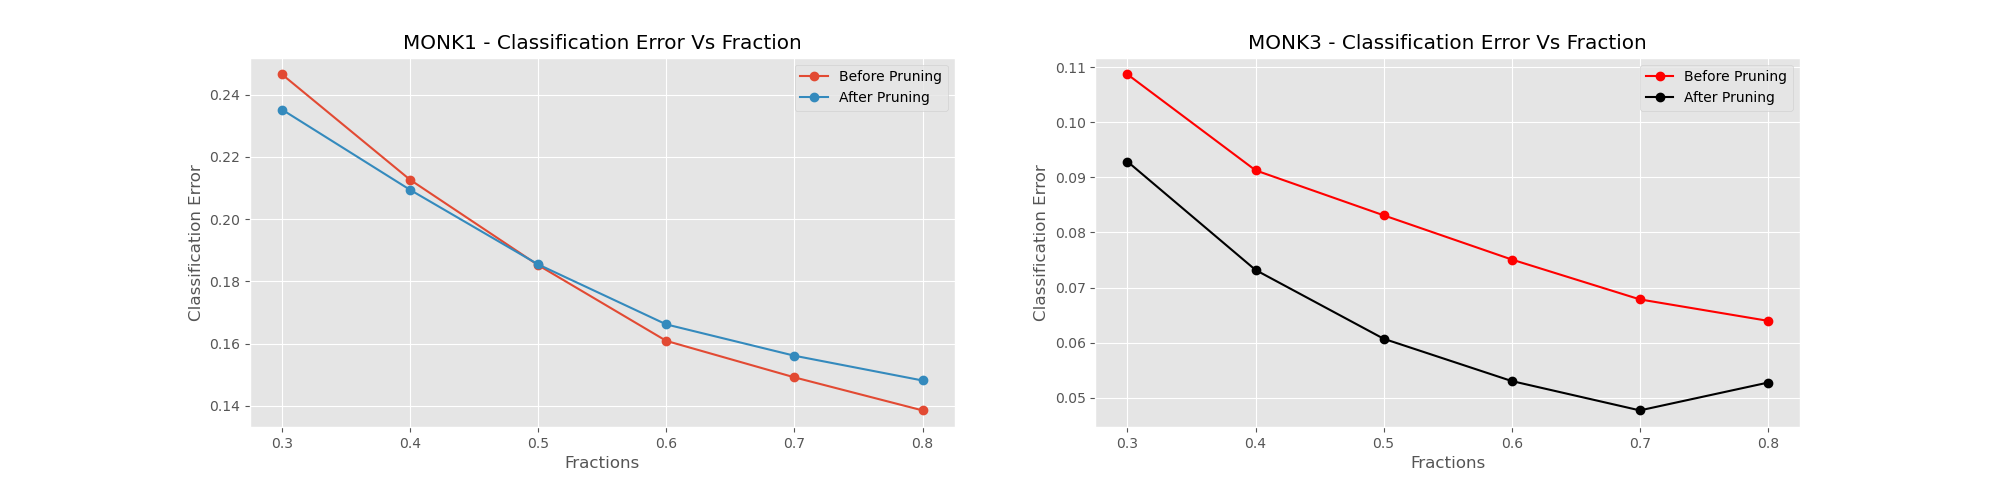 MONK1 - Classification Error Vs Fraction
Before Pruning
After Pruning
0.24
0.22
0.20
0.18
0.16
0.14
Classification Error
0.3 0.4 0.5 0.6 0.7 0.8
Fractions
MONK3 - Classification Error Vs Fraction
Before Pruning
After Pruning
0.11
0.10
0.09
0.08
0.07
0.06
0.05
Classification Error
0.3 0.4 0.5 0.6 0.7 0.8
Fractions